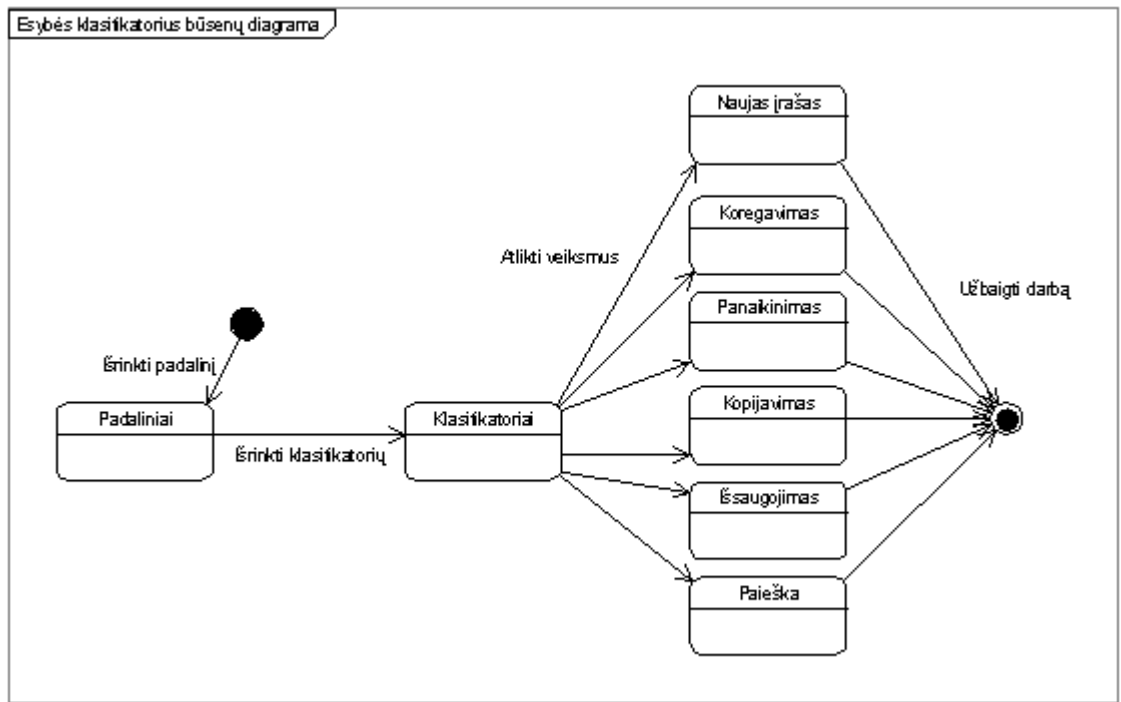 Esybės klasifikatorius būsenų diagrama
Naujas įrašas
Koregavimas
Atlikti veiksmus
Užbaigti darbą
Panaikinimas
Išrinkti padalinį
Padaliniai
Klasifikatoriai
Kopijavimas
Išrinkti klasifikatorių
Išsaugojimas
Paieška